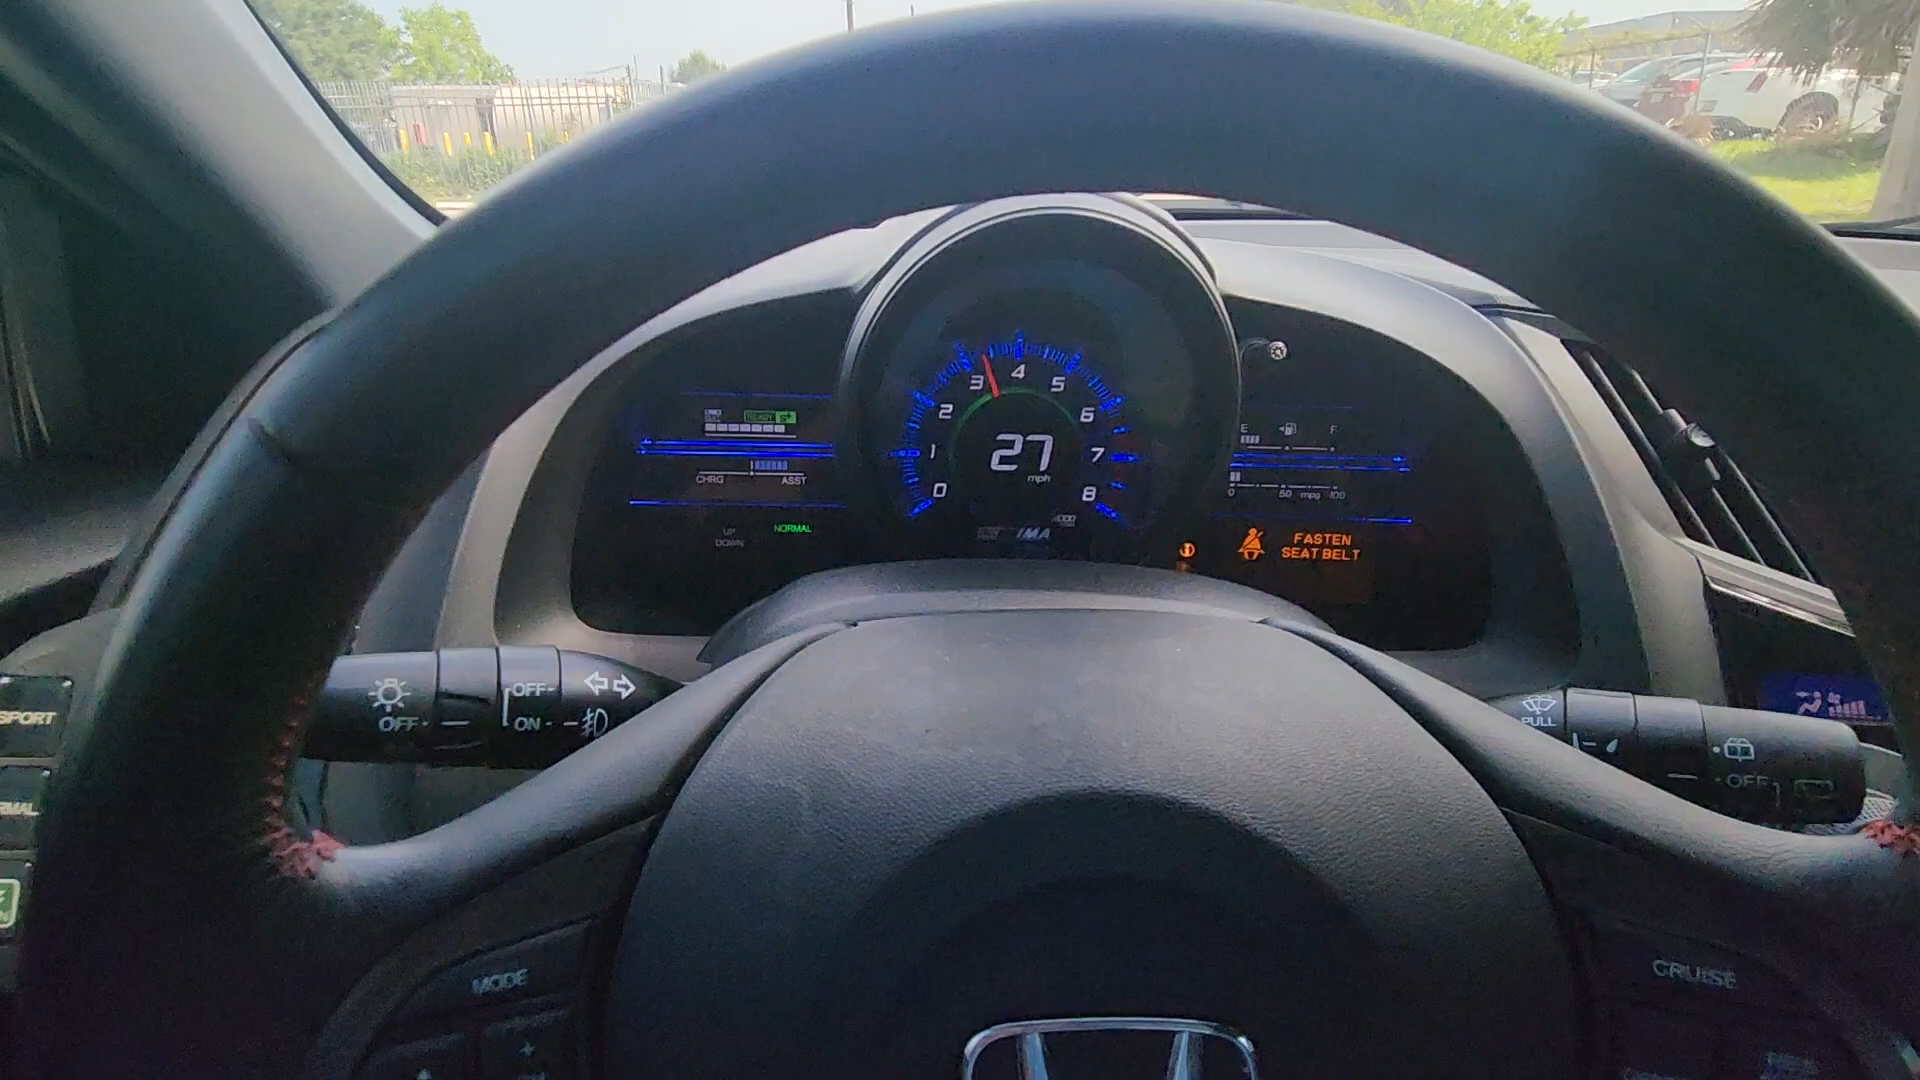 READY
CHRG ASST
UP
DOWN
NORMAL
0 1 2 3 4 5 6 7 8
27
mph
IMA
E F
0 50 mpg 100
FASTEN
SEAT BELT
OFF
OFF
ON
PULL
OFF
SPORT
MODE
CRUISE
+